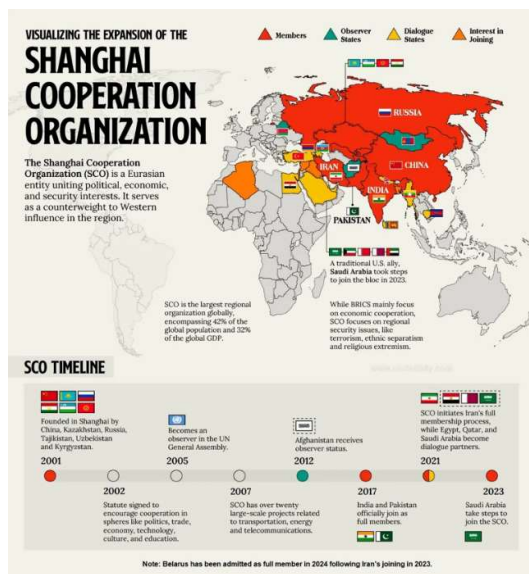 VISUALIZING THE EXPANSION OF THE
SHANGHAI
COOPERATION
ORGANIZATION
The Shanghai Cooperation
Organization (SCO) is a Eurasian
entity uniting political, economic,
and security interests. It serves
as a counterweight to Western
influence in the region.
Members
Observer
States
Dialogue
States
Interest in
Joining
RUSSIA
CHINA
IRAN
INDIA
PAKISTAN
A traditional U.S. ally,
Saudi Arabia took steps
to join the bloc in 2023.
SCO is the largest regional
organization globally,
encompassing 42% of the
global population and 32%
of the global GDP.
While BRICS mainly focus
on economic cooperation,
SCO focuses on regional
security issues, like
terrorism, ethnic separatism
and religious extremism.
SCO TIMELINE
Founded in Shanghai by
China, Kazakhstan, Russia,
Tajikistan, Uzbekistan
and Kyrgyzstan.
2001
Statute signed to
encourage cooperation in
spheres like politics, trade,
economy, technology,
culture, and education.
2002
Becomes an
observer in the UN
General Assembly.
2005
2007
SCO has over twenty
large-scale projects related
to transportation, energy
and telecommunications.
Afghanistan receives
observer status.
2012
2017
India and Pakistan
officially join as
full members.
SCO initiates Iran's full
membership process,
while Egypt, Qatar, and
Saudi Arabia become
dialogue partners.
2021
2023
Saudi Arabia
take steps to
join the SCO.
Note: Belarus has been admitted as full member in 2024 following Iran's joining in 2023.